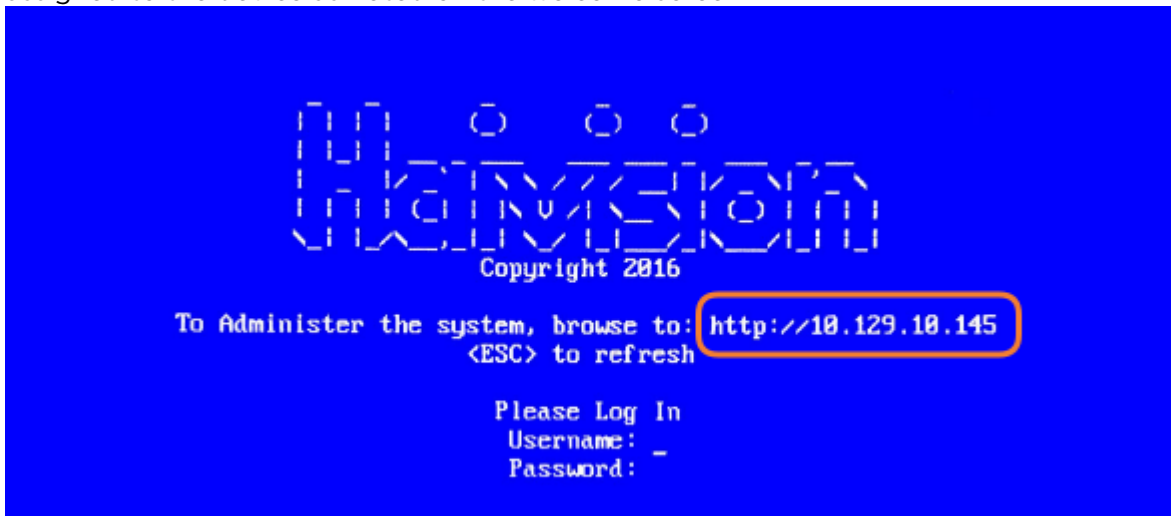 Haivision
Copyright 2016
To Administer the system, browse to: http://10.129.10.145
<ESC> to refresh
Please Log In
Username: _
Password: